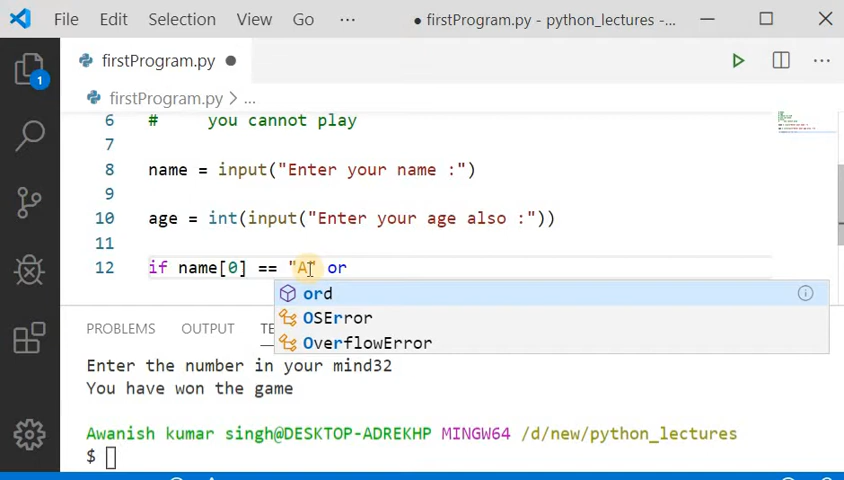 File Edit Selection View Go ··· ● firstProgram.py - python_lectures -...
1
firstProgram.py ●
firstProgram.py > ...
6 # you cannot play
7
8 name = input("Enter your name :")
9
10 age = int(input("Enter your age also :"))
11
12 if name[0] == "A" or
ord
OSError
OverflowError
PROBLEMS OUTPUT
Enter the number in your mind32
You have won the game
Awanish kumar singh@DESKTOP-ADREKHP MINGW64 /d/new/python_lectures
$